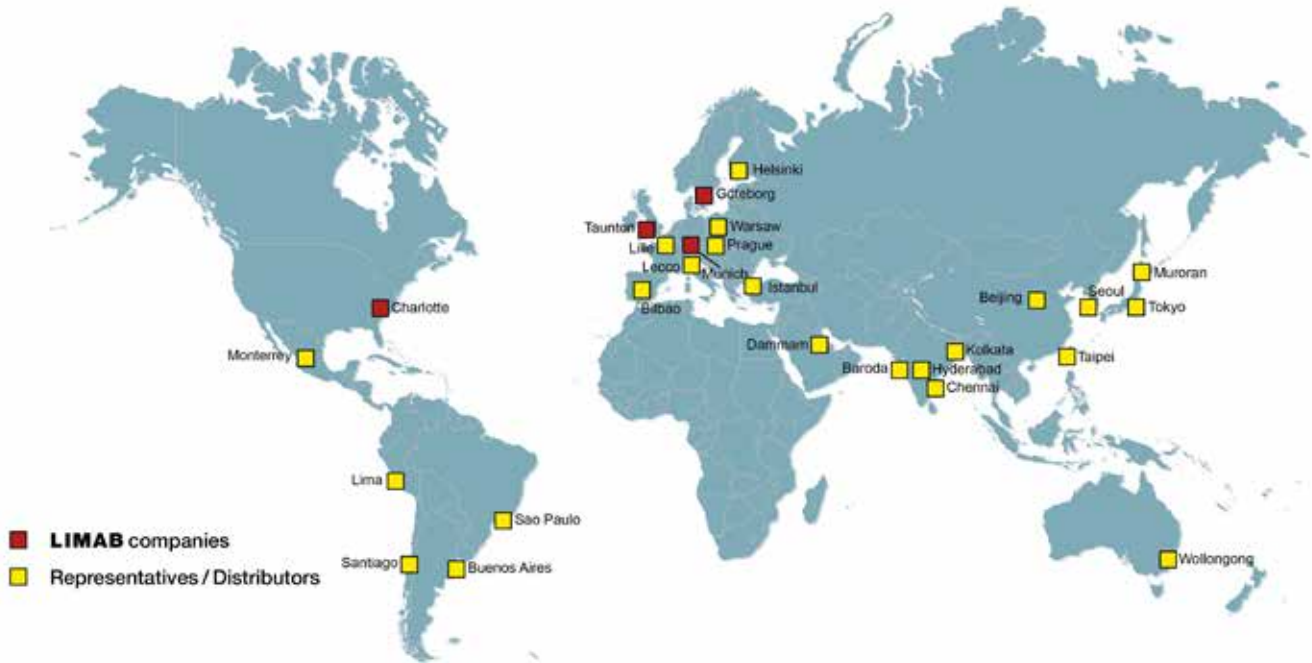 Helsinki
Göteborg
Taunton
Warsaw
Lille
Prague
Lecco
Munich
Istanbul
Bilbao
Muroran
Beijing
Seoul
Tokyo
Charlotte
Monterrey
Dammam
Kolkata
Taipei
Baroda
Hyderabad
Chennai
Lima
Sao Paulo
LIMAB companies
Santiago
Buenos Aires
Wollongong
Representatives / Distributors